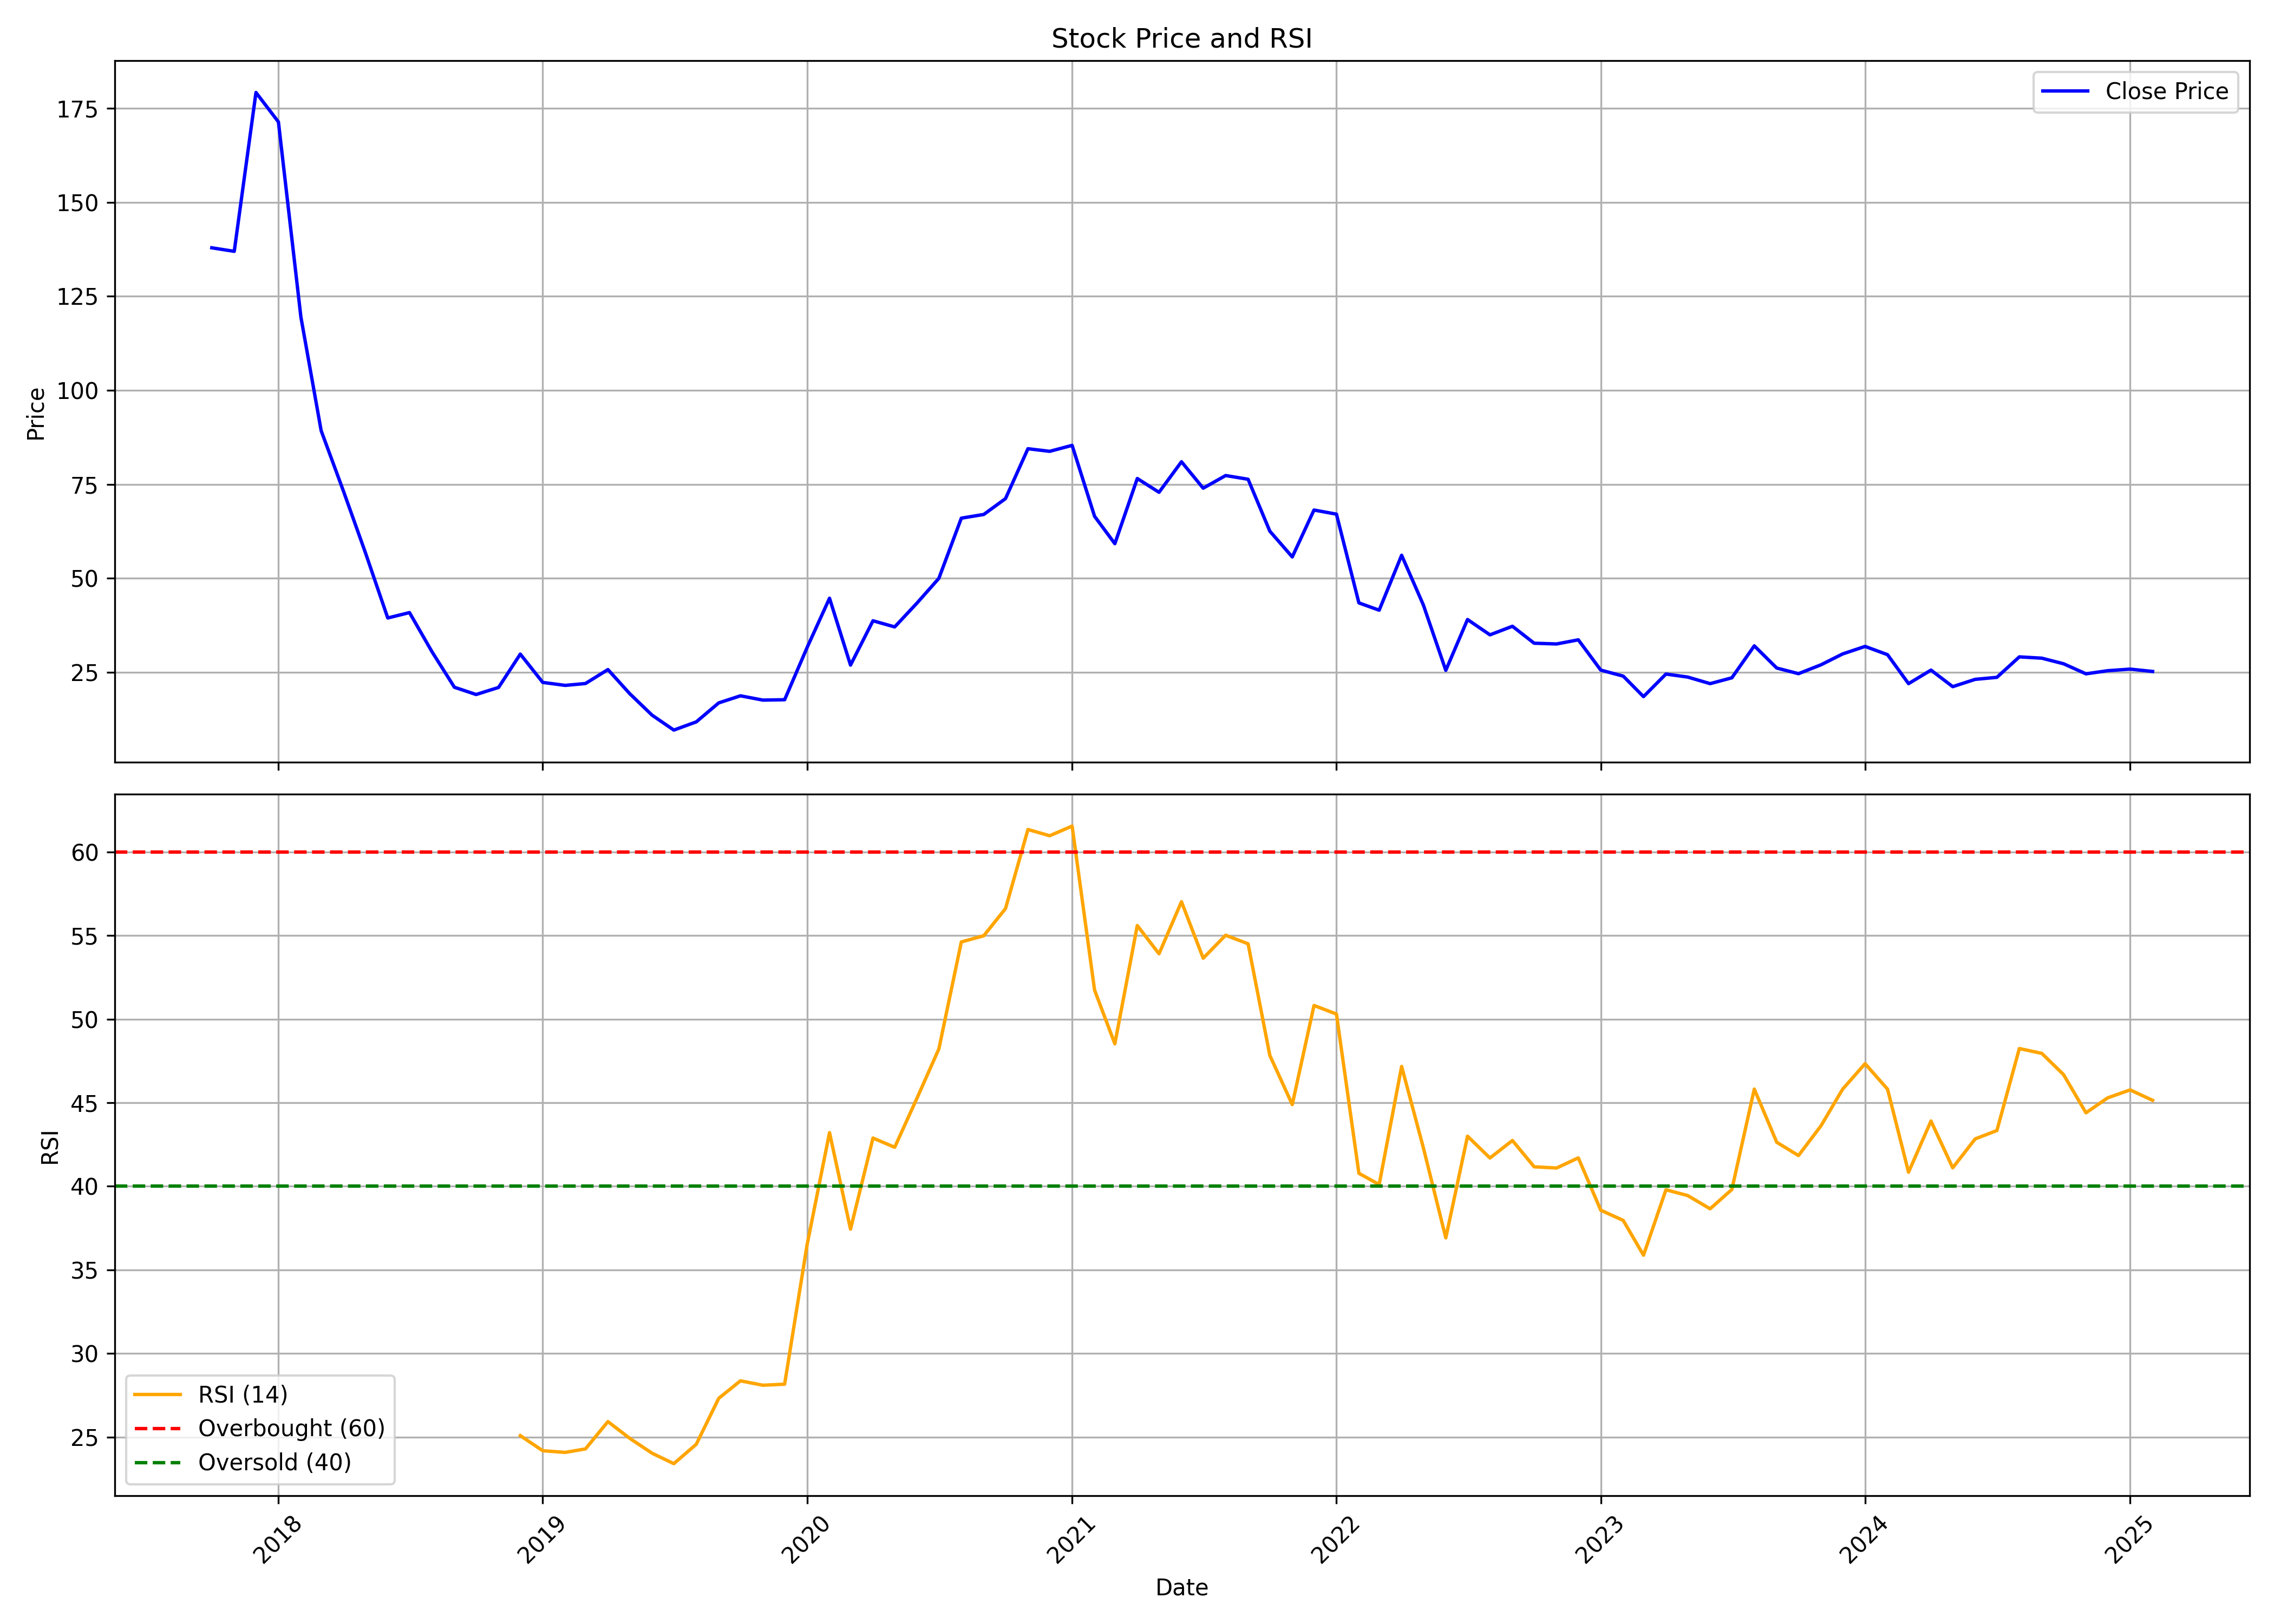 Stock Price and RSI
Close Price
Price
175
150
125
100
75
50
25
RSI
60
55
50
45
40
35
30
25
RSI (14)
Overbought (60)
Oversold (40)
2018
2019
2020
2021
2022
2023
2024
2025
Date